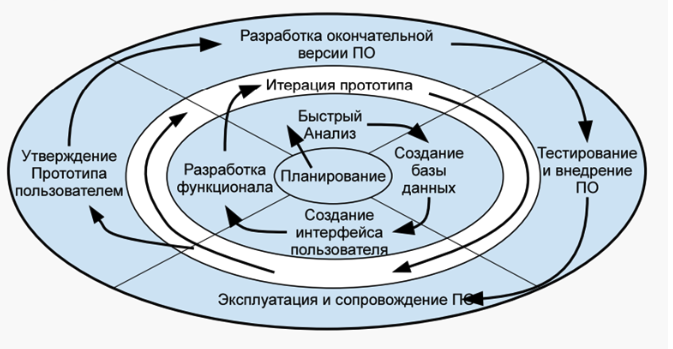 Разработка окончательной
версии ПО
Итерация прототипа
Быстрый
Анализ
Утверждение
Прототипа
пользователем
Разработка
функционала
Планирование
Создание
базы
данных
Тестирование
и внедрение
ПО
Создание
интерфейса
пользователя
Эксплуатация и сопровождение ПО